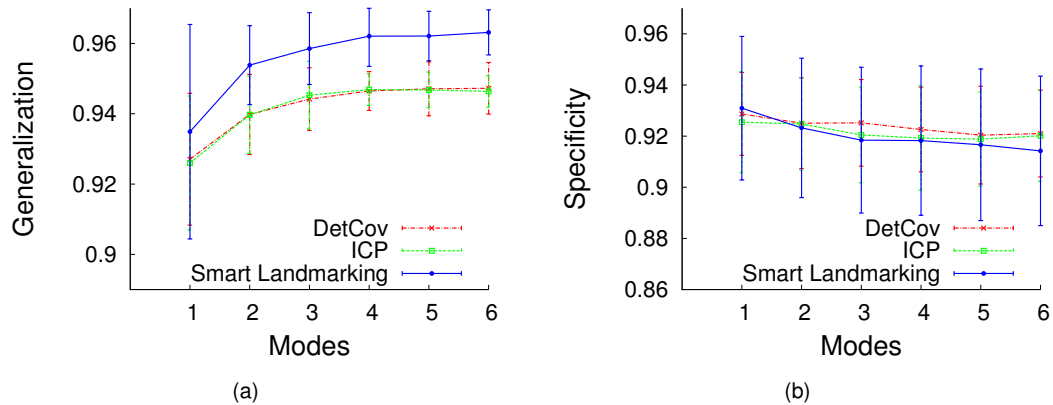 Generalization
0.96
0.94
0.92
0.9
DetCov
ICP
Smart Landmarking
1 2 3 4 5 6
Modes
(a)
Specificity
0.96
0.94
0.92
0.9
0.88
0.86
DetCov
ICP
Smart Landmarking
1 2 3 4 5 6
Modes
(b)